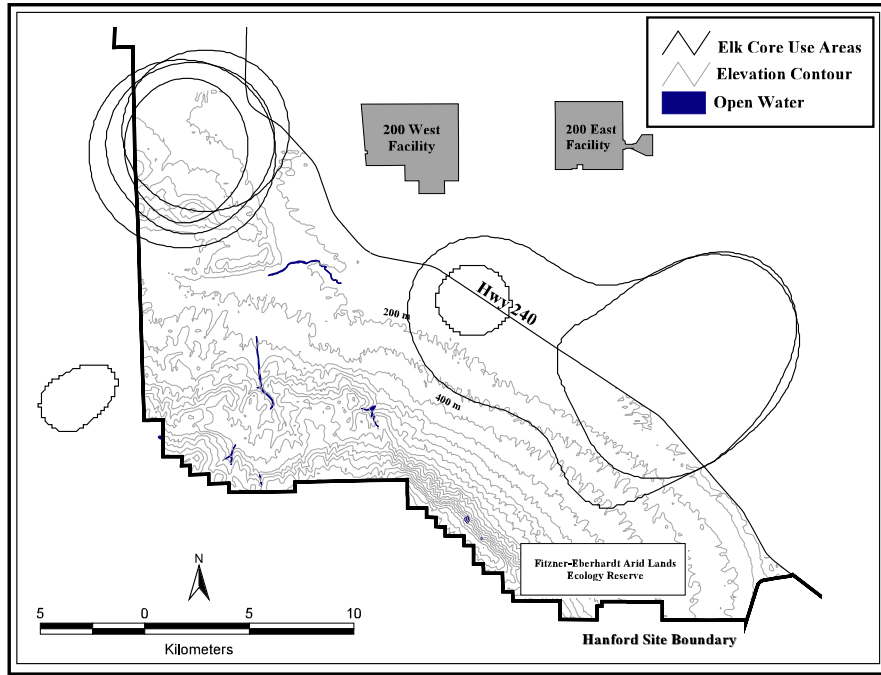 Elk Core Use Areas
Elevation Contour
Open Water
200 West
Facility
200 East
Facility
Hwy 240
200 m
400 m
Fitzner-Eberhardt Arid Lands
Ecology Reserve
N
5 0 5 10
Kilometers
Hanford Site Boundary